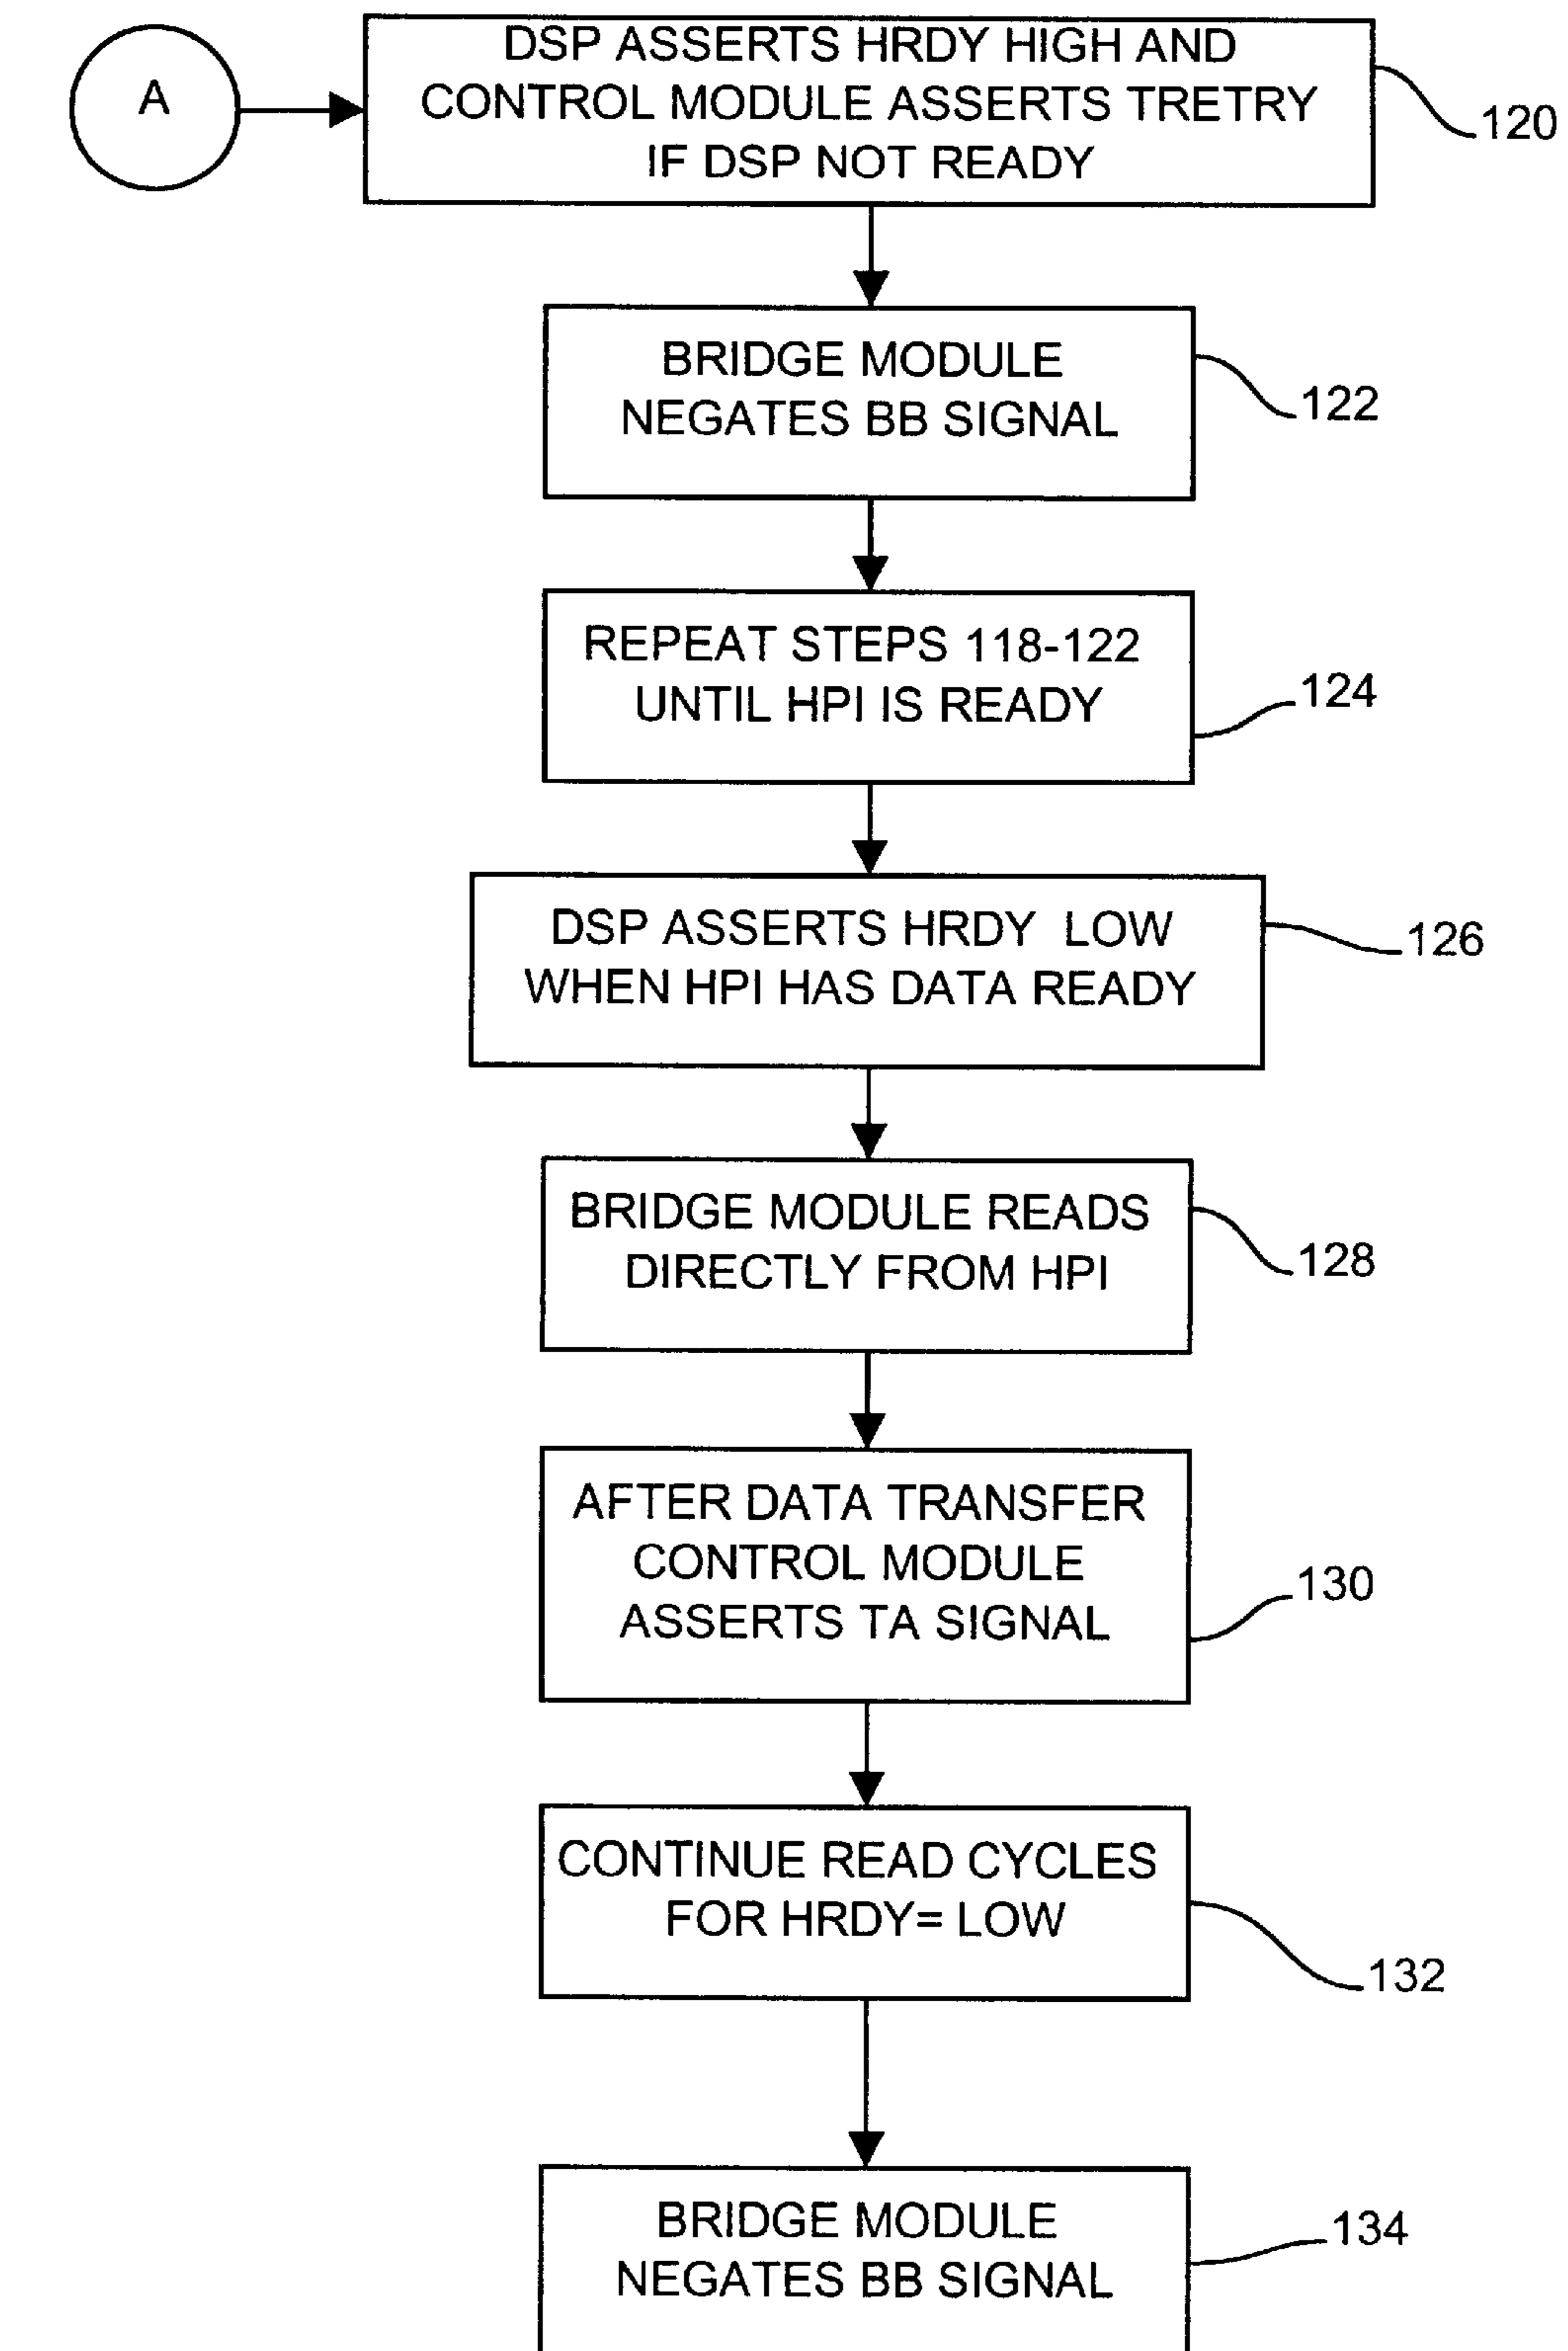 A
DSP ASSERTS HRDY HIGH AND
CONTROL MODULE ASSERTS TRETRY
IF DSP NOT READY
120
BRIDGE MODULE
NEGATES BB SIGNAL
122
REPEAT STEPS 118-122
UNTIL HPI IS READY
124
DSP ASSERTS HRDY LOW
WHEN HPI HAS DATA READY
126
BRIDGE MODULE READS
DIRECTLY FROM HPI
128
AFTER DATA TRANSFER
CONTROL MODULE
ASSERTS TA SIGNAL
130
CONTINUE READ CYCLES
FOR HRDY= LOW
132
BRIDGE MODULE
NEGATES BB SIGNAL
134